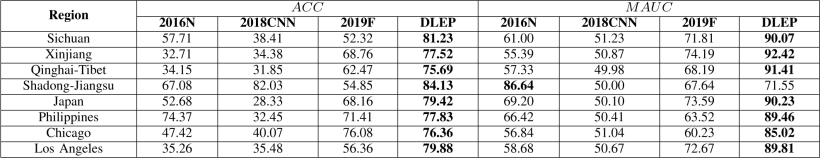 Region ACC MAUC
2016N 2018CNN 2019F DLEP 2016N 2018CNN 2019F DLEP
Sichuan 57.71 38.41 52.32 81.23 61.00 51.23 71.81 90.07
Xinjiang 32.71 34.38 68.76 77.52 55.39 50.87 74.19 92.42
Qinghai-Tibet 34.15 31.85 62.47 75.69 57.33 49.98 68.19 91.41
Shadong-Jiangsu 67.08 82.03 54.85 84.13 86.64 50.00 67.64 71.55
Japan 52.68 28.33 68.16 79.42 69.20 50.10 73.59 90.23
Philippines 74.37 32.45 71.41 77.83 66.42 50.41 63.52 89.46
Chicago 47.42 40.07 76.08 76.36 56.84 51.04 60.23 85.02
Los Angeles 35.26 35.48 56.36 79.88 58.68 50.67 72.67 89.81